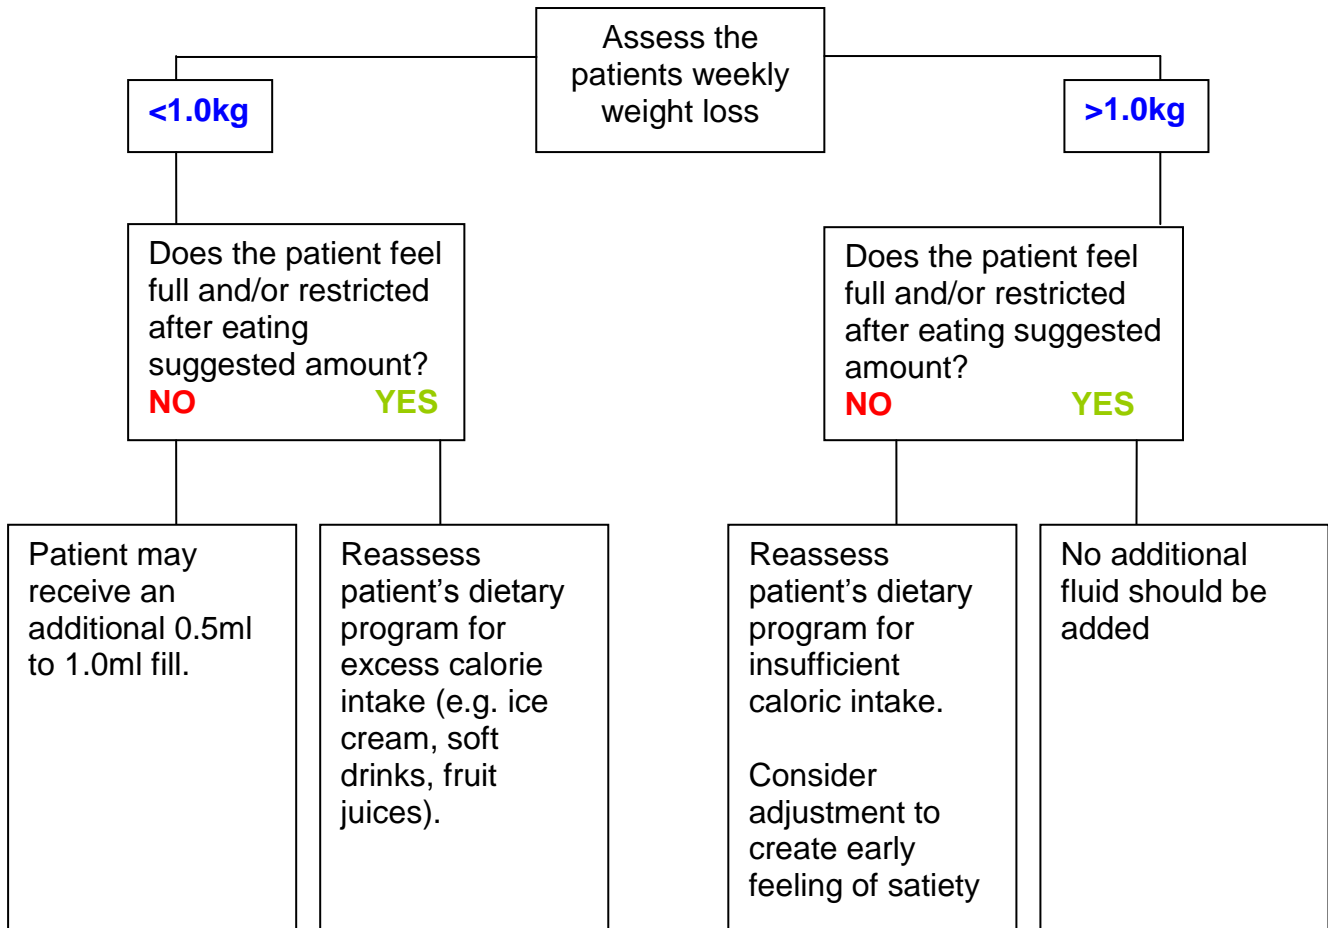 Assess the
patients weekly
weight loss
<1.0kg
>1.0kg
Does the patient feel
full and/or restricted
after eating
suggested amount?
NO YES
Does the patient feel
full and/or restricted
after eating suggested
amount?
NO YES
Patient may
receive an
additional 0.5ml
to 1.0ml fill.
Reassess
patient’s dietary
program for
excess calorie
intake (e.g. ice
cream, soft
drinks, fruit
juices).
Reassess
patient’s dietary
program for
insufficient
caloric intake.
Consider
adjustment to
create early
feeling of satiety
No additional
fluid should be
added